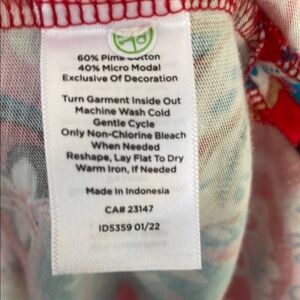 60% Pima Cotton
40% Micro Modal
Exclusive Of Decoration
Turn Garment Inside Out
Machine Wash Cold
Gentle Cycle
Only Non-Chlorine Bleach
When Needed
Reshape, Lay Flat To Dry
Warm Iron, If Needed
Made in Indonesia
CA# 23147
ID5359 01/22